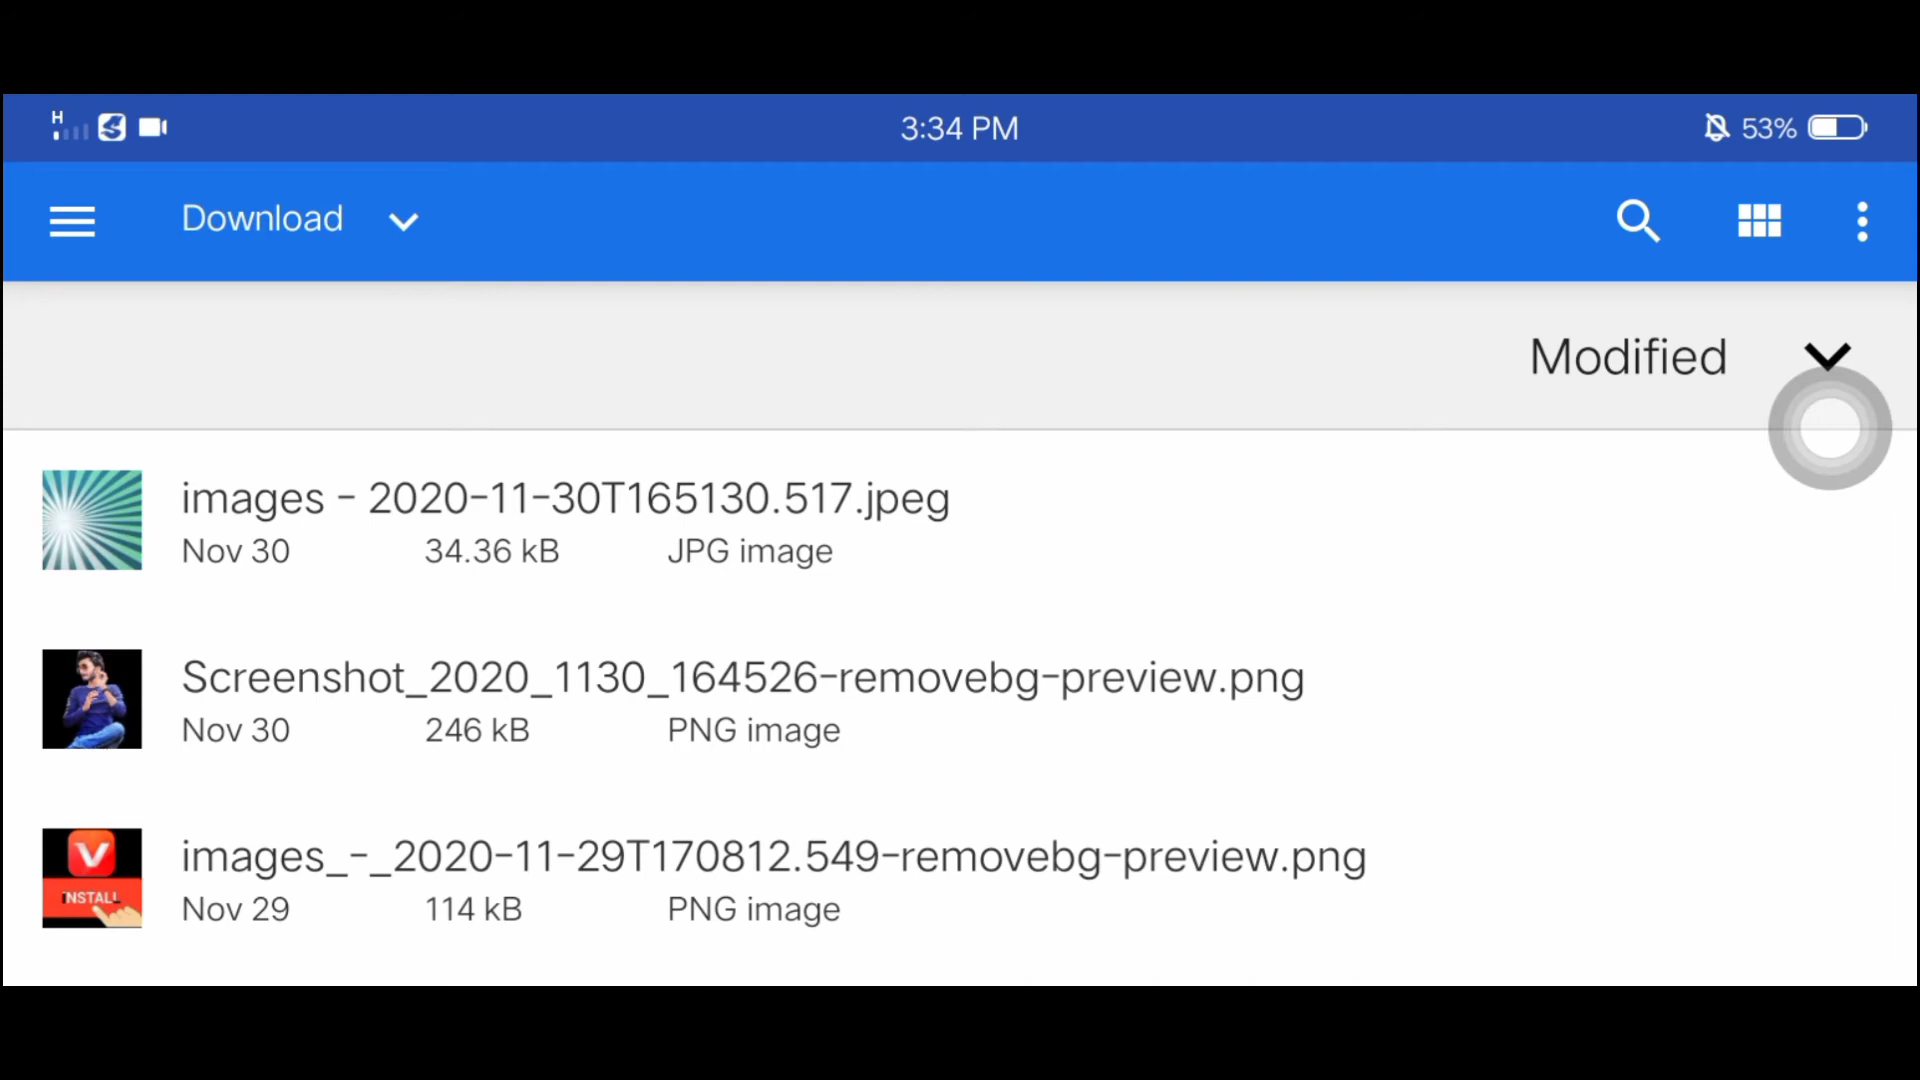 H
3:34 PM
53%
Download
Modified
images - 2020-11-30T165130.517.jpeg
Nov 30 34.36 kB JPG image
Screenshot_2020_1130_164526-removebg-preview.png
Nov 30 246 kB PNG image
images_-_2020-11-29T170812.549-removebg-preview.png
INSTALL
Nov 29 114 kB PNG image